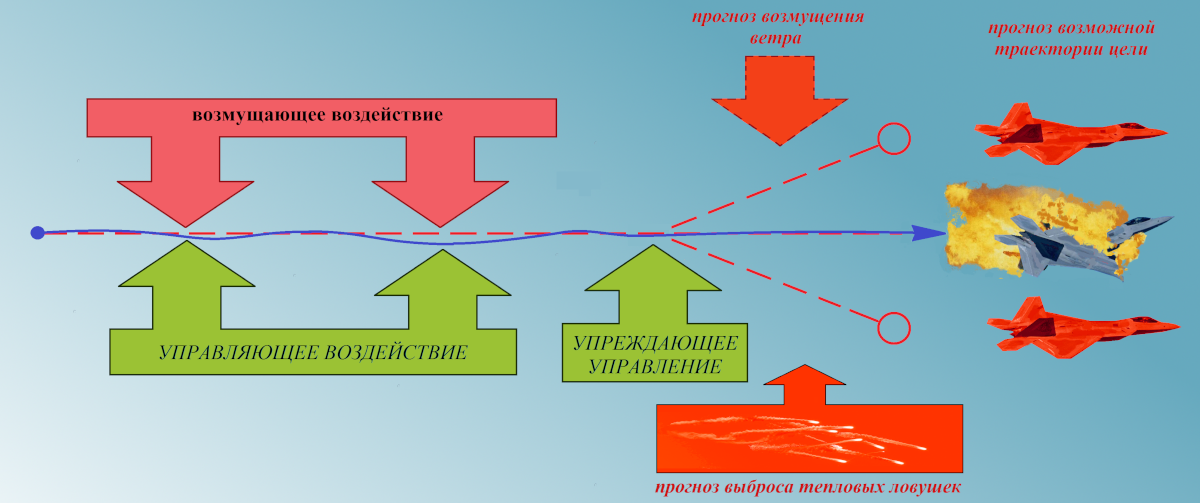 прогноз возмущения
ветра
прогноз возможной
траектории цели
возмущающее воздействие
УПРАВЛЯЮЩЕЕ ВОЗДЕЙСТВИЕ
УПРЕЖДАЮЩЕЕ
УПРАВЛЕНИЕ
прогноз выброса тепловых ловушек